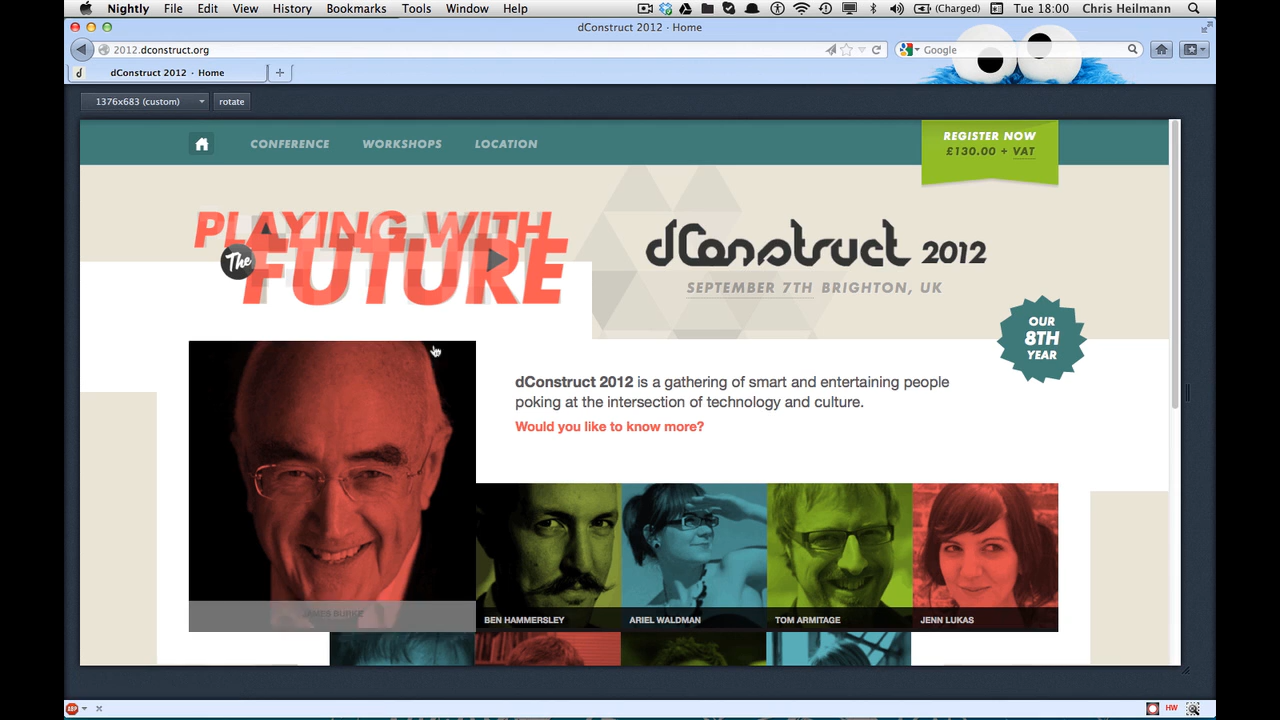 Nightly File Edit View History Bookmarks Tools Window Help (Charged) Tue 18:00 Chris Heilmann
dConstruct 2012 · Home
2012.dconstruct.org
Google
dConstruct 2012 · Home
1376x683 (custom)
rotate
CONFERENCE WORKSHOPS LOCATION
REGISTER NOW
£130.00 + VAT
PLAYING WITH
The FUTURE
dConstruct 2012
SEPTEMBER 7TH BRIGHTON, UK
OUR
8TH
YEAR
dConstruct 2012 is a gathering of smart and entertaining people
poking at the intersection of technology and culture.
Would you like to know more?
JAMES BURKE
BEN HAMMERSLEY
ARIEL WALDMAN
TOM ARMITAGE
JENN LUKAS
ABP
HW